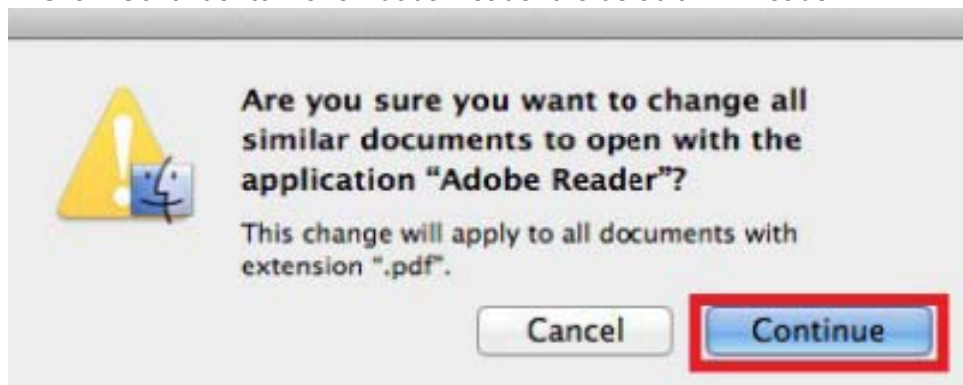 Are you sure you want to change all
similar documents to open with the
application “Adobe Reader”?
This change will apply to all documents with
extension ".pdf".
Cancel
Continue